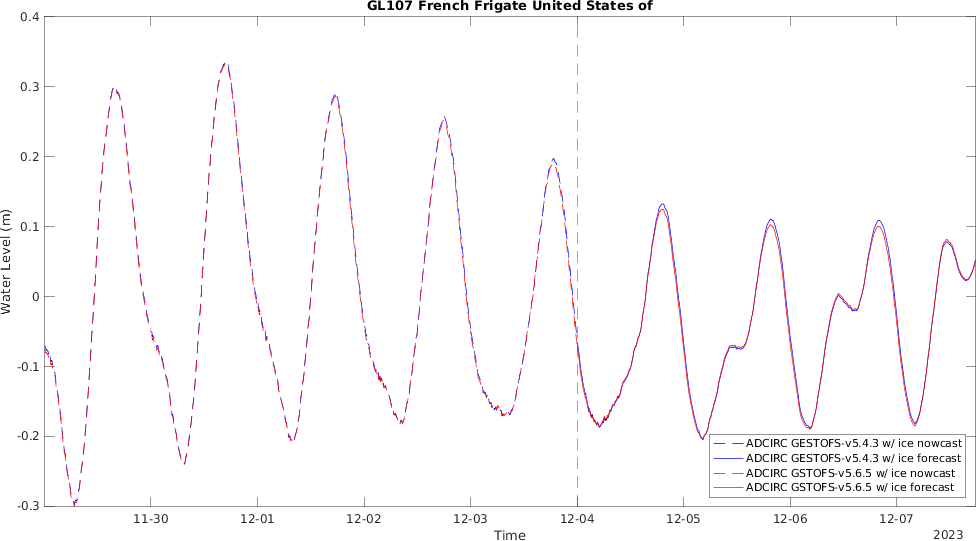 GL107 French Frigate United States of
Water Level (m)
0.4
0.3
0.2
0.1
0
-0.1
-0.2
-0.3
ADCIRC GESTOFS-v5.4.3 w/ ice nowcast
ADCIRC GESTOFS-v5.4.3 w/ ice forecast
ADCIRC GSTOFS-v5.6.5 w/ ice nowcast
ADCIRC GSTOFS-v5.6.5 w/ ice forecast
11-30 12-01 12-02 12-03 12-04 12-05 12-06 12-07
Time
2023